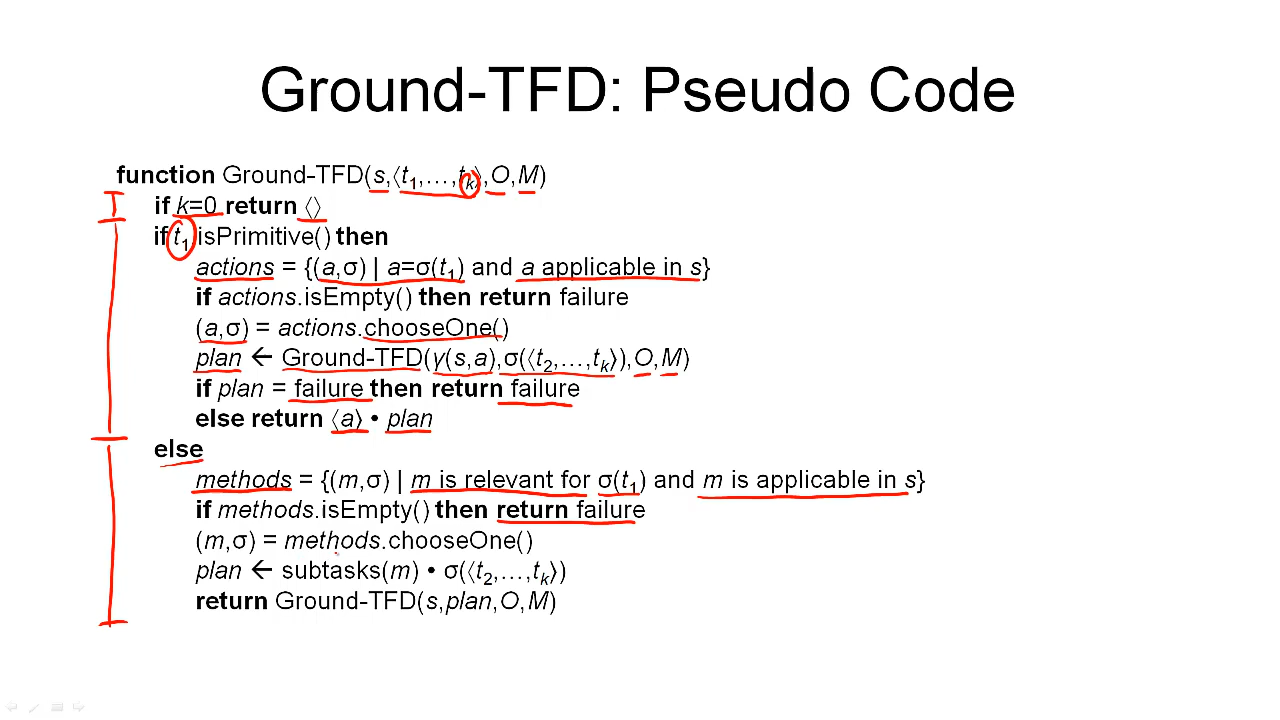 Ground-TFD: Pseudo Code
function Ground-TFD(s,⟨t1,…,tk⟩,O,M)
if k=0 return ⟨⟩
if t1.isPrimitive() then
actions = {(a,σ) | a=σ(t1) and a applicable in s}
if actions.isEmpty() then return failure
(a,σ) = actions.chooseOne()
plan ← Ground-TFD(γ(s,a),σ(⟨t2,…,tk⟩),O,M)
if plan = failure then return failure
else return ⟨a⟩ • plan
else
methods = {(m,σ) | m is relevant for σ(t1) and m is applicable in s}
if methods.isEmpty() then return failure
(m,σ) = methods.chooseOne()
plan ← subtasks(m) • σ(⟨t2,…,tk⟩)
return Ground-TFD(s,plan,O,M)